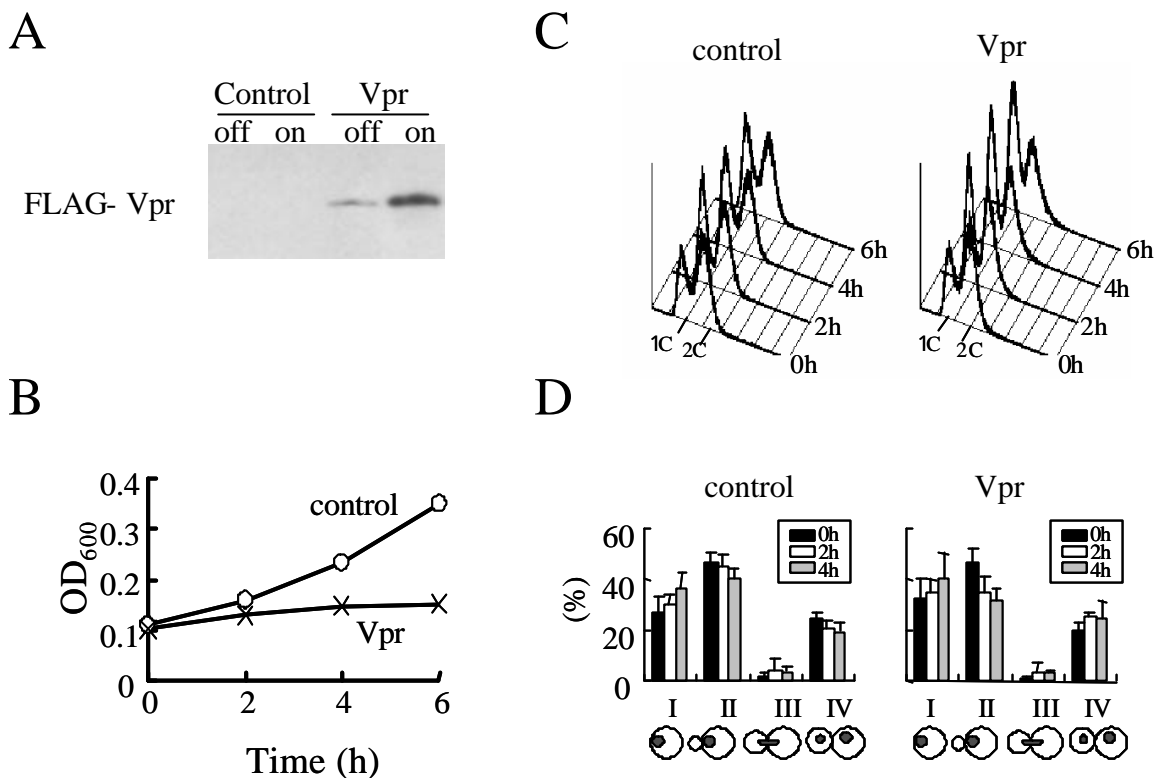 A
Control Vpr
off on off on
FLAG- Vpr
B
OD600
0.4
0.3
0.2
0.1
0
control
Vpr
0 2 4 6
Time (h)
C
control Vpr
6h
4h
2h
0h
1C 2C
6h
4h
2h
0h
1C 2C
D
control Vpr
(%)
60
40
20
0
0h
2h
4h
0h
2h
4h
I II III IV
I II III IV